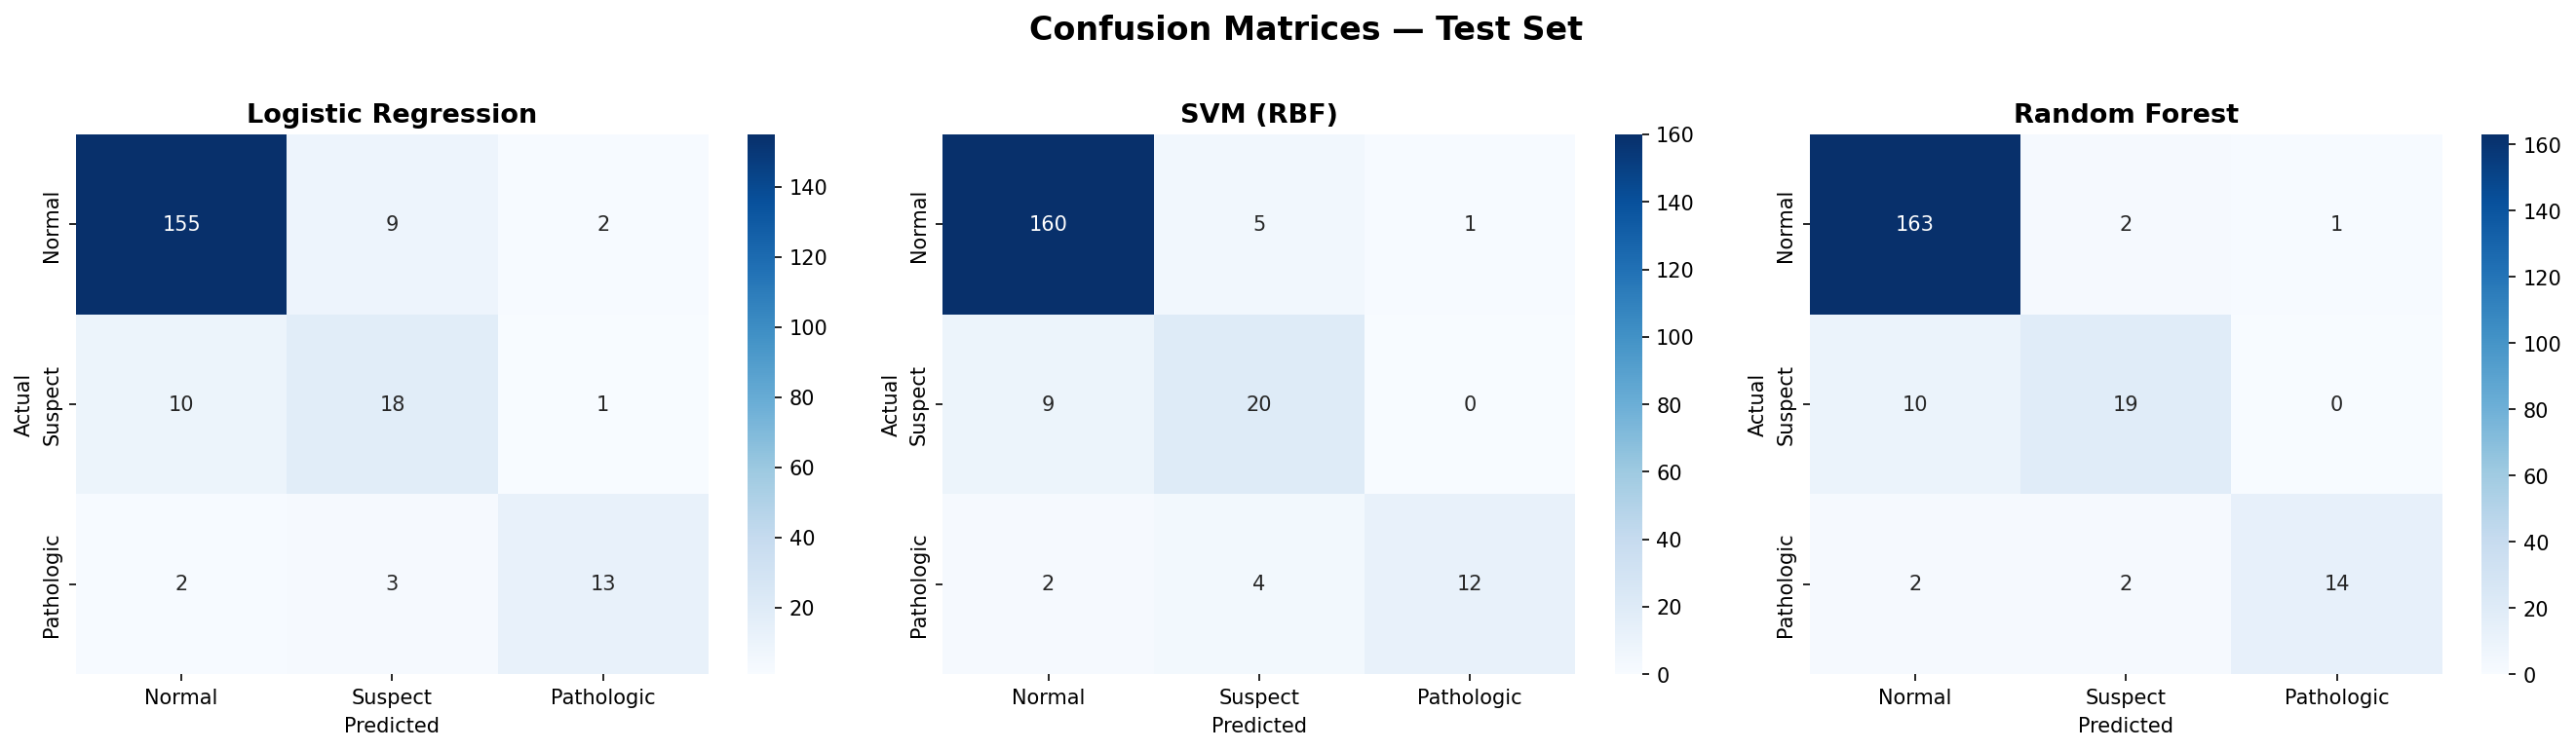 Confusion Matrices — Test Set
Logistic Regression
Actual
Normal
Suspect
Pathologic
155 9 2
10 18 1
2 3 13
Normal Suspect Pathologic
Predicted
140
120
100
80
60
40
20
SVM (RBF)
Actual
Normal
Suspect
Pathologic
160 5 1
9 20 0
2 4 12
Normal Suspect Pathologic
Predicted
160
140
120
100
80
60
40
20
0
Random Forest
Actual
Normal
Suspect
Pathologic
163 2 1
10 19 0
2 2 14
Normal Suspect Pathologic
Predicted
160
140
120
100
80
60
40
20
0